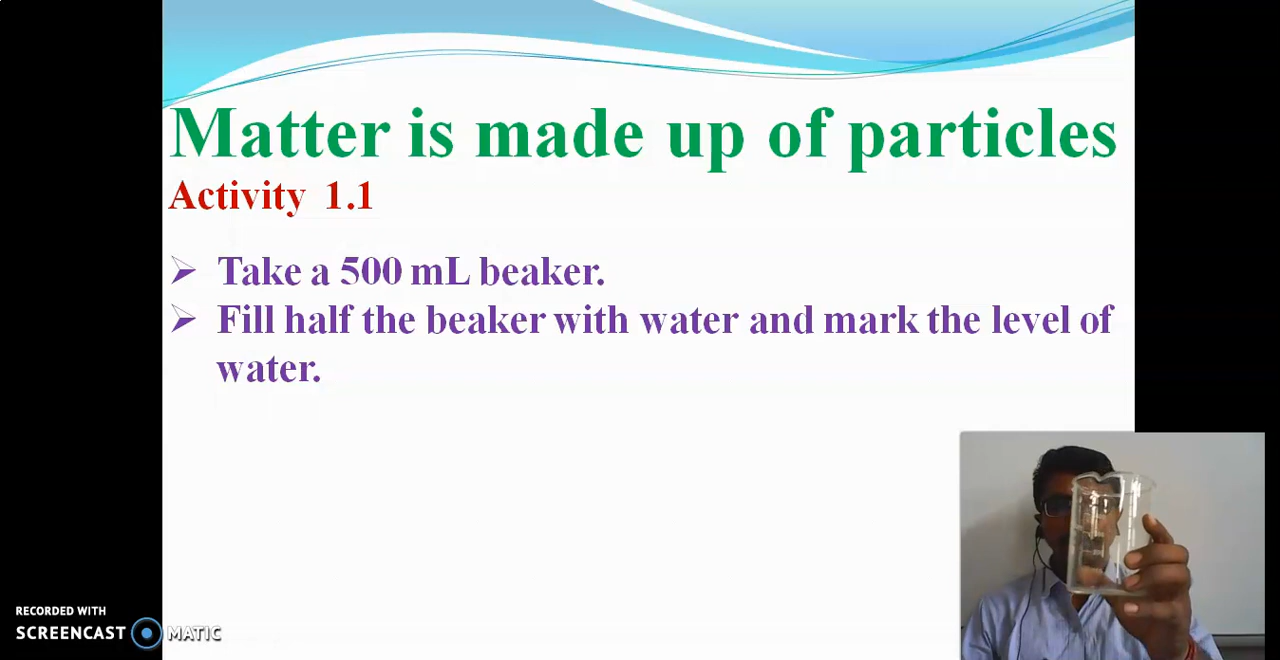 Matter is made up of particles
Activity 1.1
Take a 500 mL beaker.
Fill half the beaker with water and mark the level of
water.
RECORDED WITH
SCREENCAST MATIC